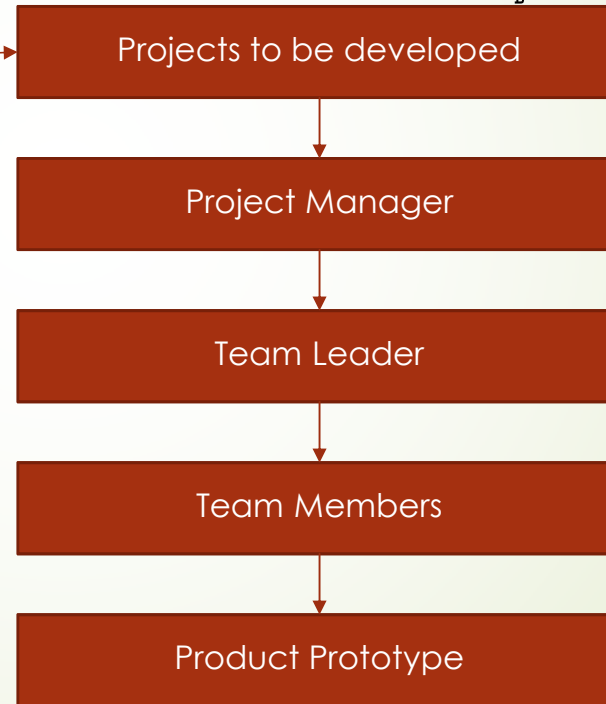 Projects to be developed
Project Manager
Team Leader
Team Members
Product Prototype